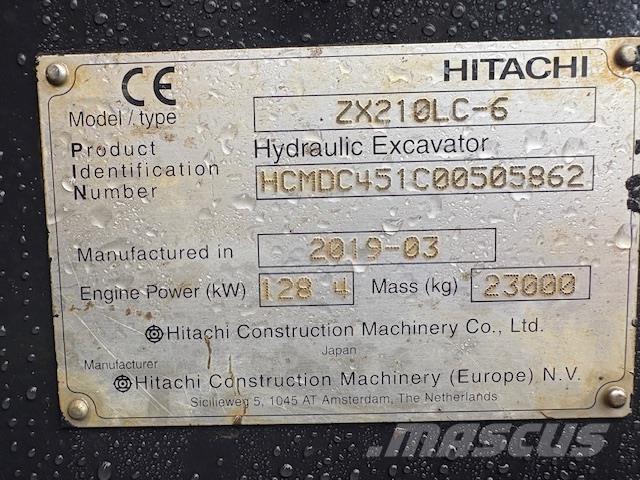 CE HITACHI
Model / type ZX210LC-6
Product Hydraulic Excavator
Identification HCMDC451C00505862
Number
Manufactured in 2019-03
Engine Power (kW) 128.4 Mass (kg) 23000
Hitachi Construction Machinery Co., Ltd.
Japan
Manufacturer
Hitachi Construction Machinery (Europe) N.V.
Sicilieweg 5, 1045 AT Amsterdam, The Netherlands
mascus